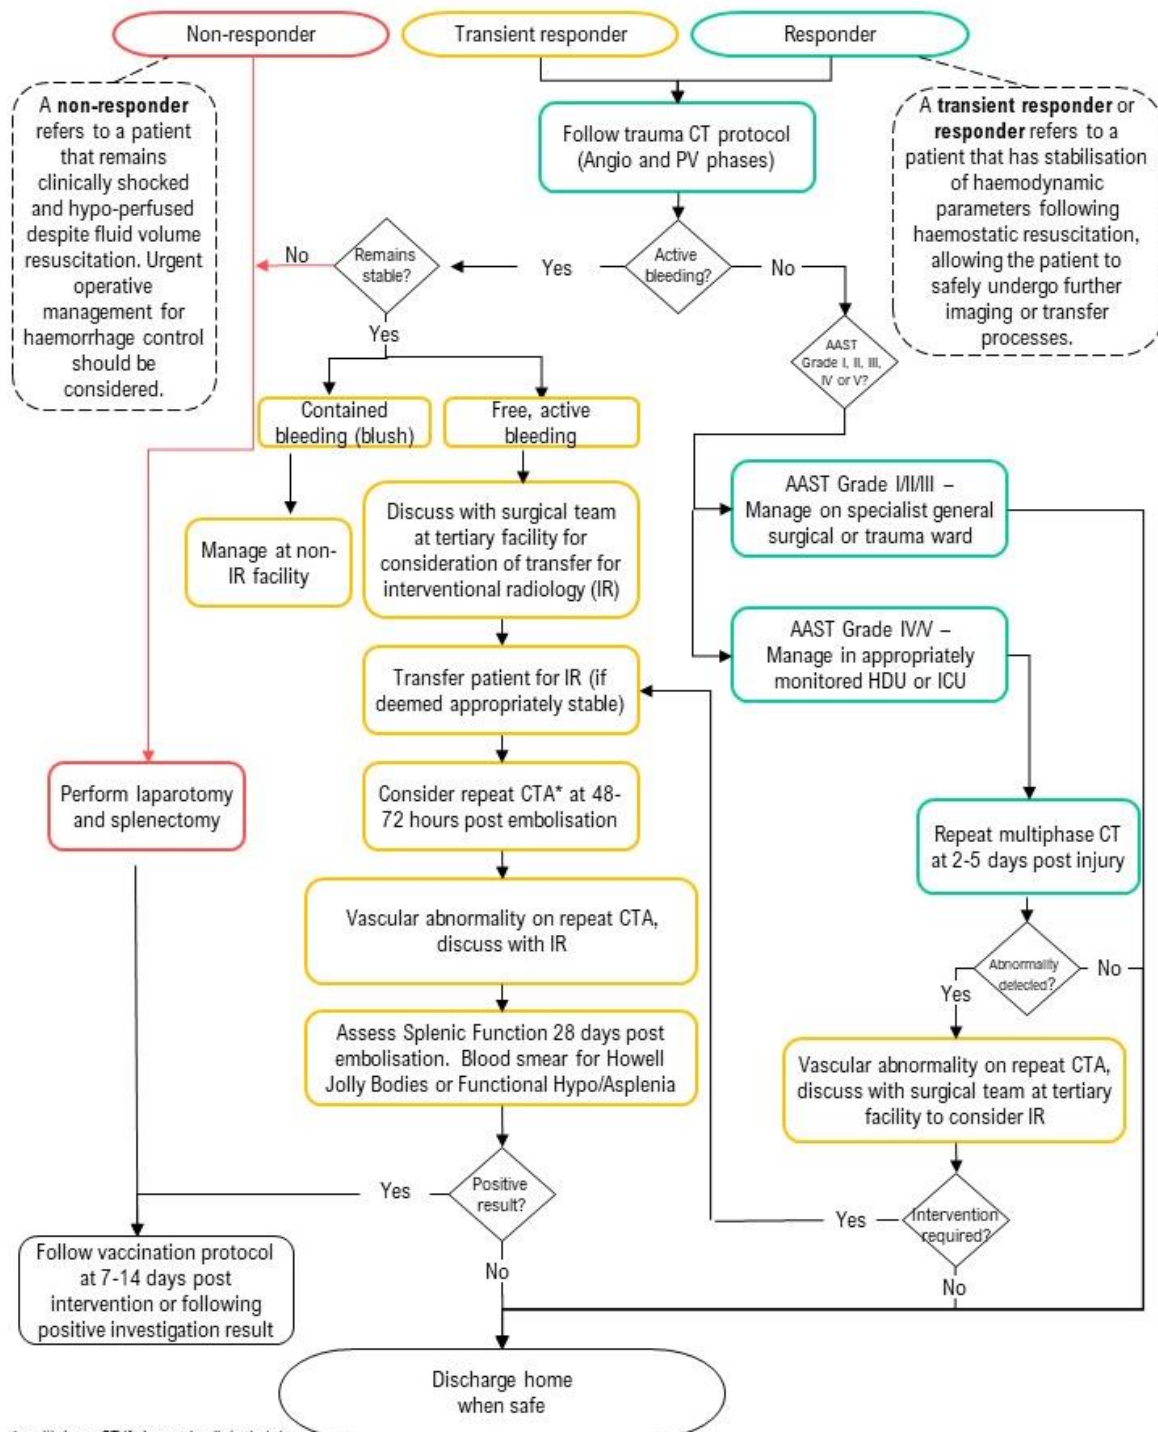 Non-responder
Transient responder
Responder
A non-responder
refers to a patient
that remains
clinically shocked
and hypo-perfused
despite fluid volume
resuscitation. Urgent
operative
management for
haemorrhage control
should be
considered.
Follow trauma CT protocol
(Angio and PV phases)
A transient responder or
responder refers to a
patient that has stabilisation
of haemodynamic
parameters following
haemostatic resuscitation,
allowing the patient to
safely undergo further
imaging or transfer
processes.
No
Remains
stable?
Yes
Active
bleeding?
No
Yes
AAST
Grade I, II, III,
IV or V?
Contained
bleeding (blush)
Free, active
bleeding
Manage at non-
IR facility
Discuss with surgical team
at tertiary facility for
consideration of transfer for
interventional radiology (IR)
AAST Grade I/II/III –
Manage on specialist general
surgical or trauma ward
AAST Grade IV/V –
Manage in appropriately
monitored HDU or ICU
Transfer patient for IR (if
deemed appropriately stable)
Perform laparotomy
and splenectomy
Consider repeat CTA* at 48-
72 hours post embolisation
Repeat multiphase CT
at 2-5 days post injury
Vascular abnormality on repeat CTA,
discuss with IR
Abnormality
detected?
No
Yes
Assess Splenic Function 28 days post
embolisation. Blood smear for Howell
Jolly Bodies or Functional Hypo/Asplenia
Vascular abnormality on repeat CTA,
discuss with surgical team at tertiary
facility to consider IR
Positive
result?
Yes
No
Intervention
required?
Yes
No
Follow vaccination protocol
at 7-14 days post
intervention or following
positive investigation result
Discharge home
when safe